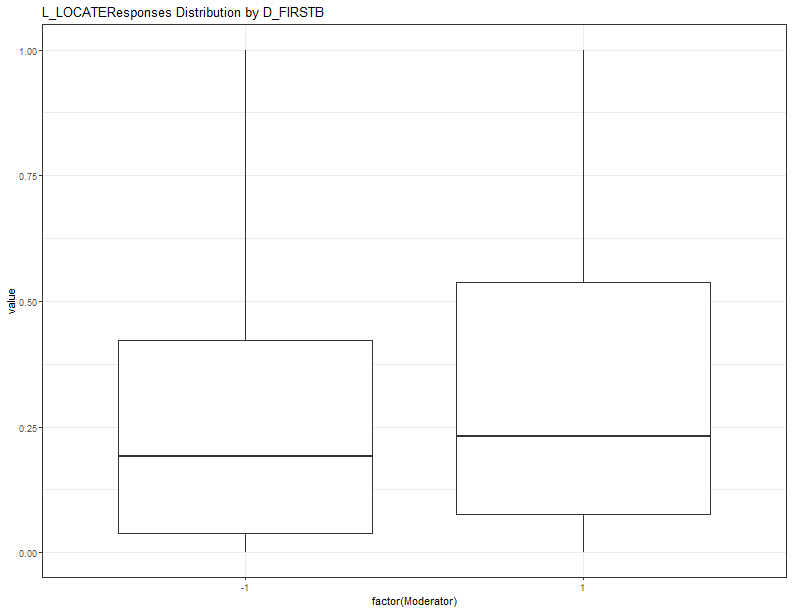 L_LOCATEResponses Distribution by D_FIRSTB
1.00
0.75
0.50
0.25
0.00
value
-1
1
factor(Moderator)